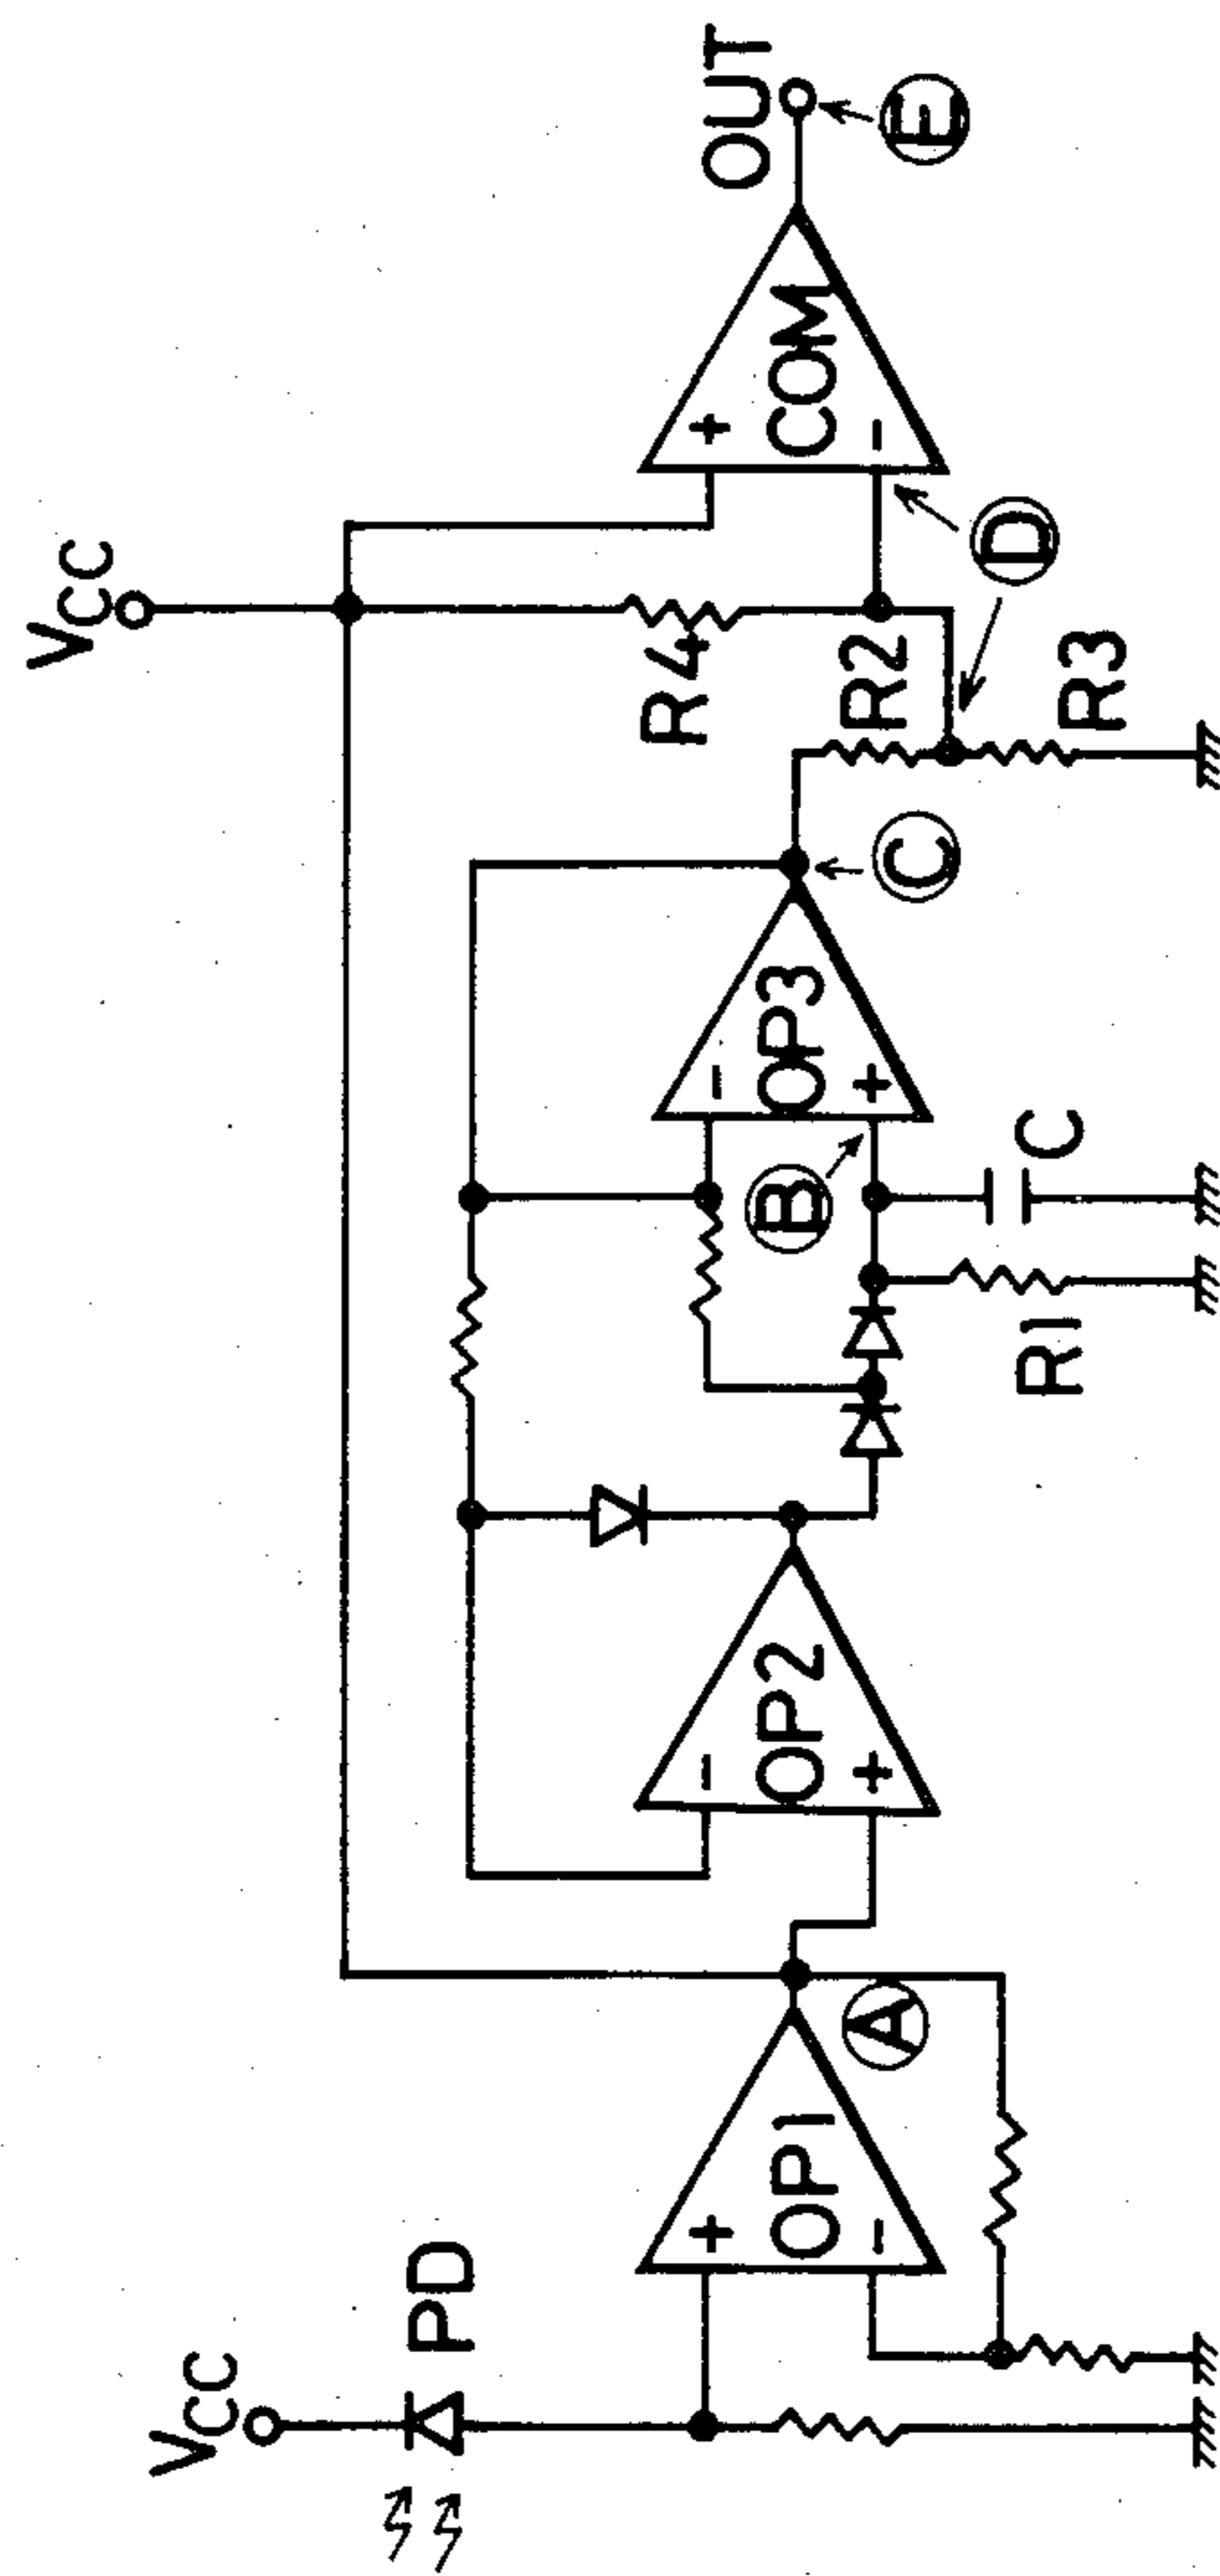 VCC
PD
+
OP1
-
A
-
OP2
+
-
OP3
+
B
R1
C
C
VCC
R4
R2
R3
D
+
COM
-
OUT
E